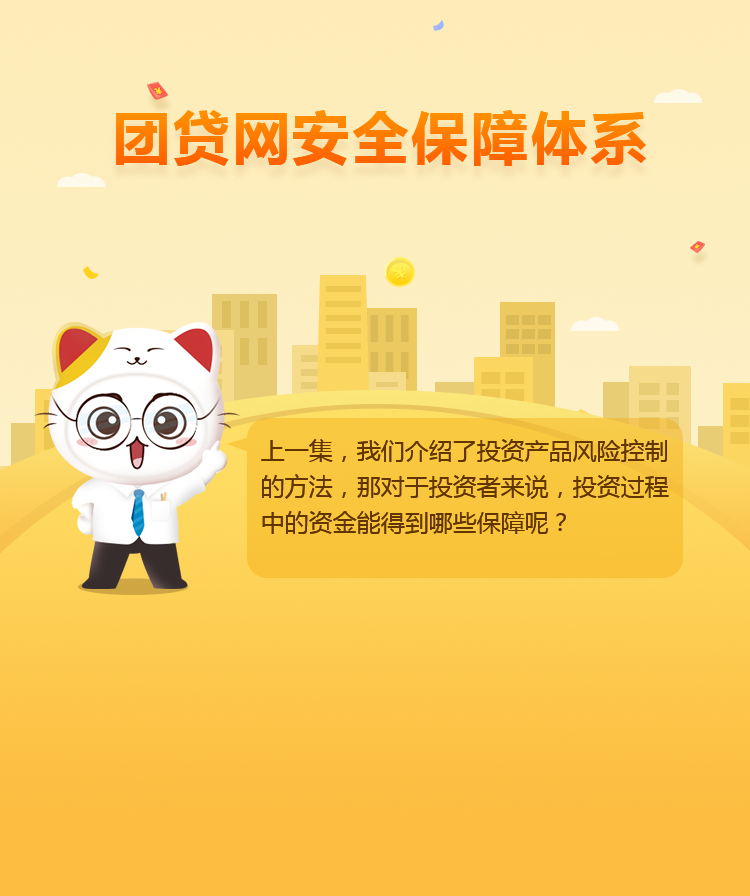 团贷网安全保障体系
上一集，我们介绍了投资产品风险控制
的方法，那对于投资者来说，投资过程
中的资金能得到哪些保障呢？